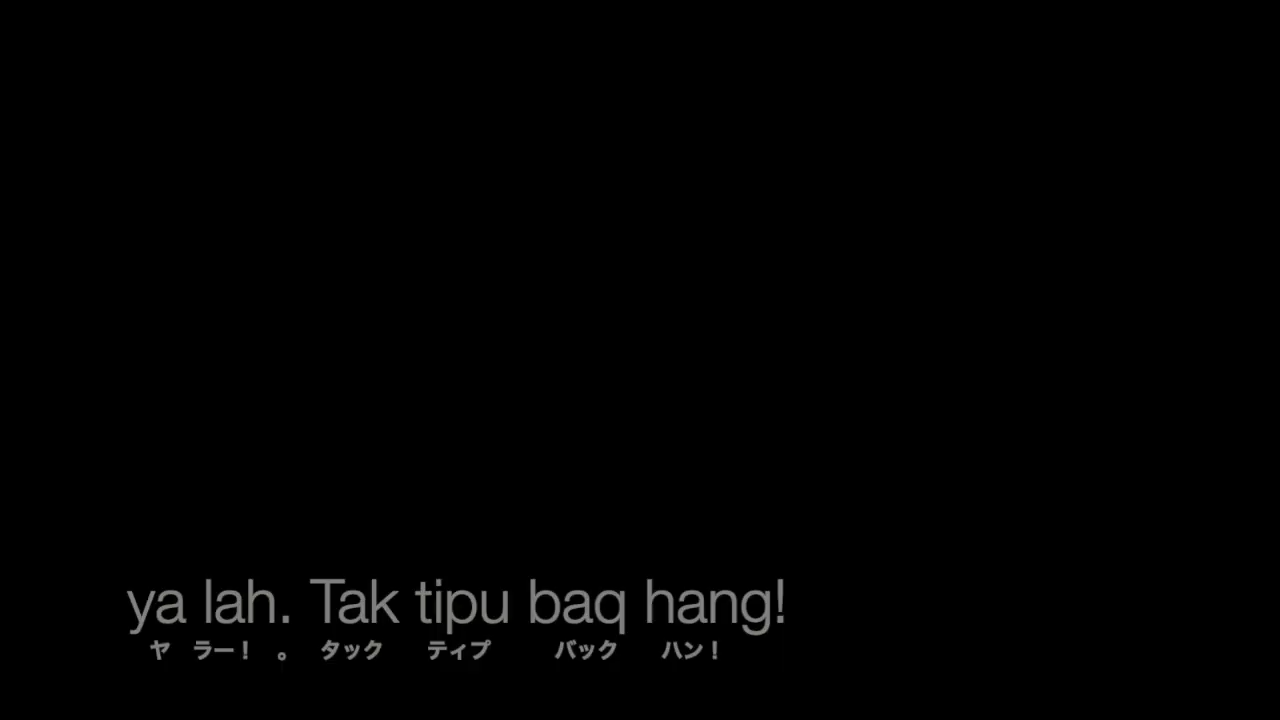 ya lah. Tak tipu baq hang!
ヤ ラー！ 。 タック ティプ バック ハン！